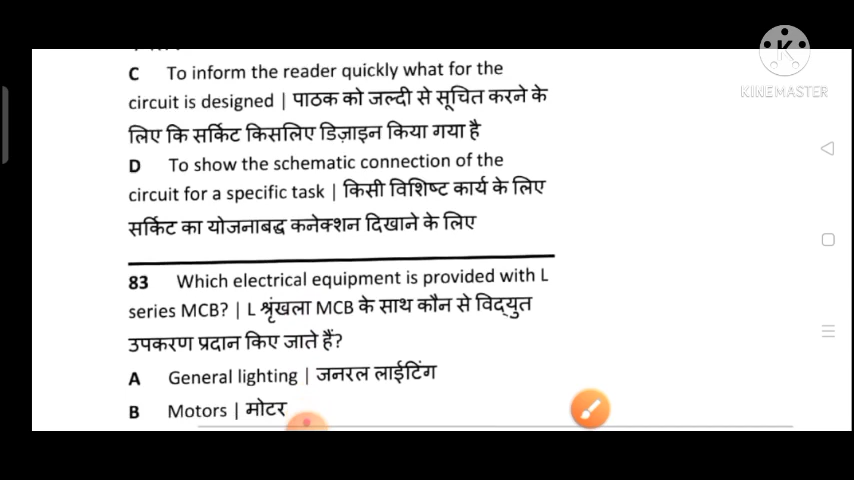 C To inform the reader quickly what for the
circuit is designed | पाठक को जल्दी से सूचित करने के
लिए कि सर्किट किसलिए डिज़ाइन किया गया है
D To show the schematic connection of the
circuit for a specific task | किसी विशिष्ट कार्य के लिए
सर्किट का योजनाबद्ध कनेक्शन दिखाने के लिए
83 Which electrical equipment is provided with L
series MCB? | L श्रृंखला MCB के साथ कौन से विद्युत
उपकरण प्रदान किए जाते हैं?
A General lighting | जनरल लाईटिंग
B Motors | मोटर
K
KINEMASTER